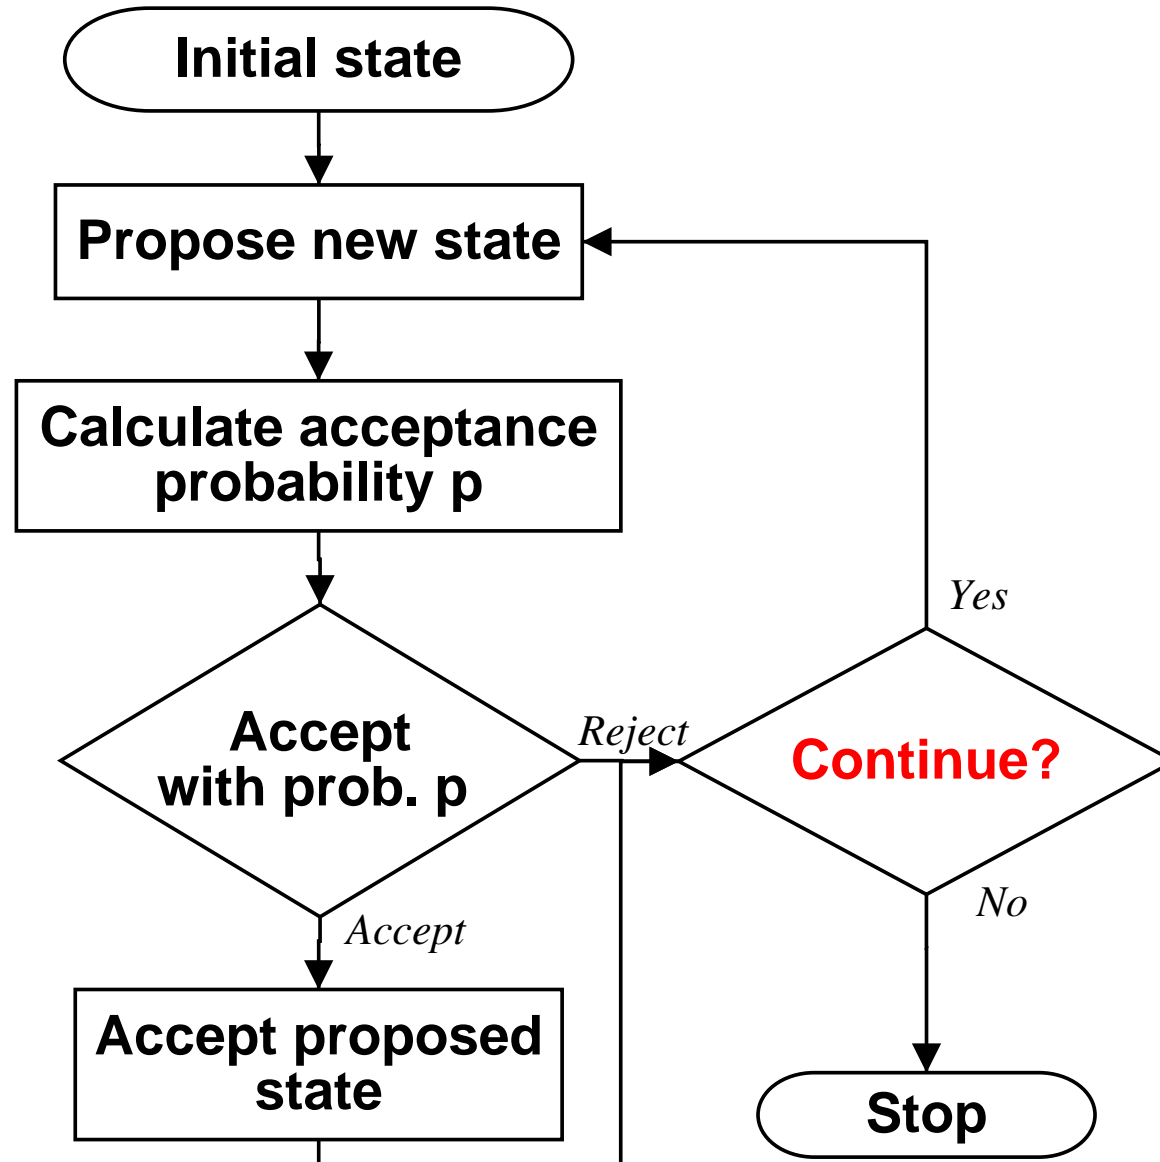 Initial state
Propose new state
Calculate acceptance
probability p
Yes
Accept
with prob. p
Reject
Continue?
Accept
No
Accept proposed
state
Stop